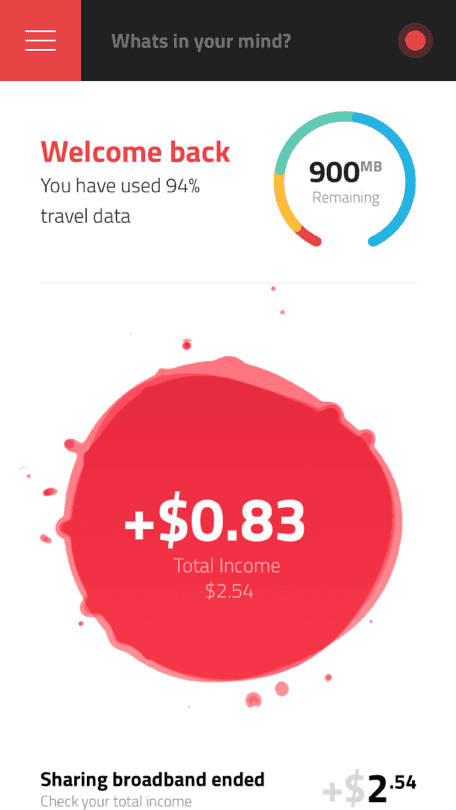 Whats in your mind?
Welcome back
You have used 94%
travel data
900MB
Remaining
+$0.83
Total Income
$2.54
Sharing broadband ended
Check your total income
+$2.54